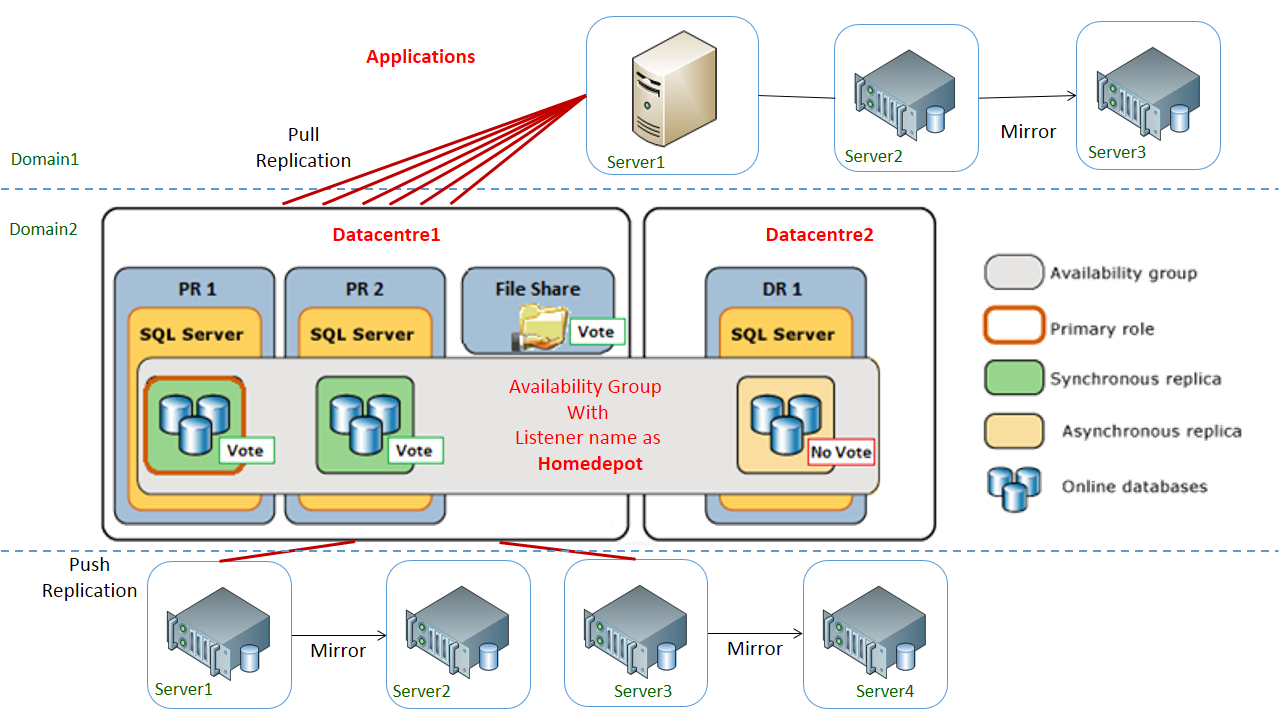 Applications
Pull
Replication
Domain1
Server1
Server2
Mirror
Server3
Domain2
Datacentre1
Datacentre2
PR 1
SQL Server
PR 2
SQL Server
File Share
Vote
DR 1
SQL Server
Vote
Vote
Availability Group
With
Listener name as
Homedepot
No Vote
Availability group
Primary role
Synchronous replica
Asynchronous replica
Online databases
Push
Replication
Server1
Mirror
Server2
Server3
Mirror
Server4